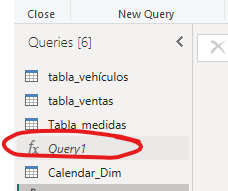 Close
New Query
Queries [6]
tabla_vehículos
tabla_ventas
Tabla_medidas
fx Query1
Calendar_Dim